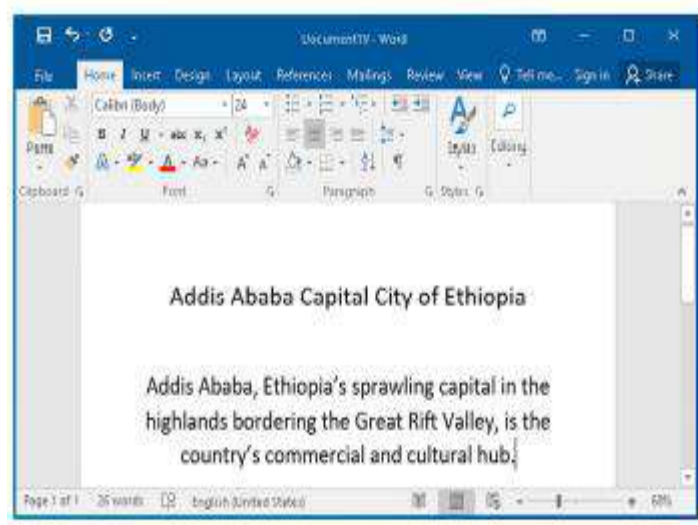 Document17 - Word
File Home Insert Design Layout References Mailings Review View Tell me... Sign in Share
Calibri (Body) 24
Paste B I U abc x, x'
Aa A A Styles Editing
Clipboard Font Paragraph Styles
Addis Ababa Capital City of Ethiopia
Addis Ababa, Ethiopia's sprawling capital in the
highlands bordering the Great Rift Valley, is the
country's commercial and cultural hub.
Page 1 of 1 26 words English (United States) 60%